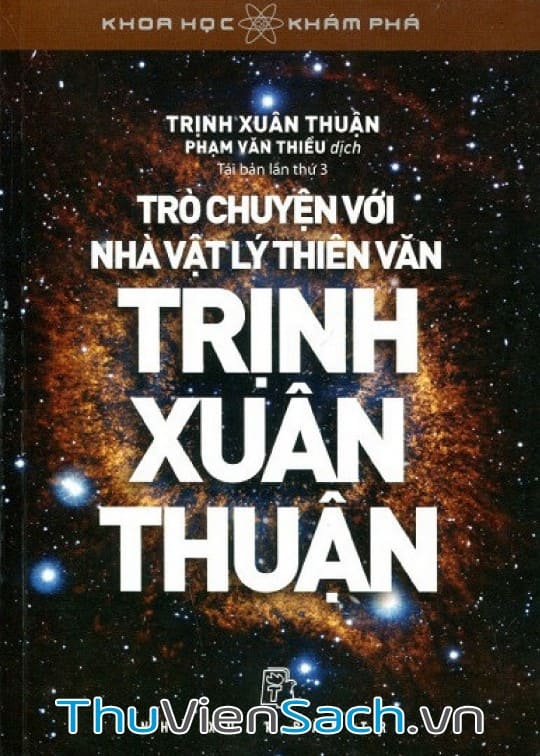 KHOA HỌC KHÁM PHÁ
TRỊNH XUÂN THUẬN
PHẠM VĂN THIỀU dịch
Tái bản lần thứ 3
TRÒ CHUYỆN VỚI
NHÀ VẬT LÝ THIÊN VĂN
TRỊNH
XUÂN
THUẬN
ThuVienSach.vn